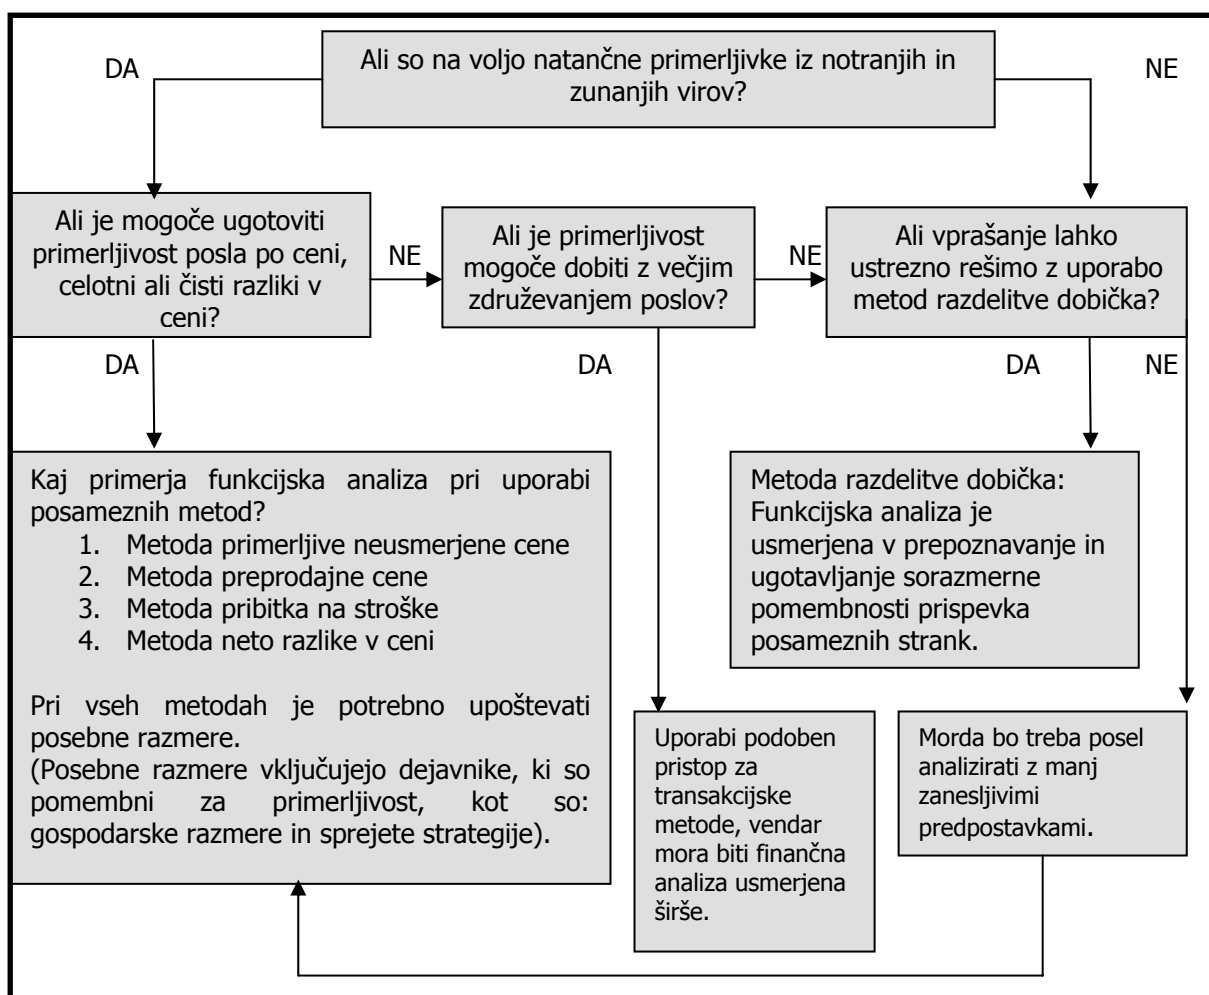 DA
Ali so na voljo natančne primerljivke iz notranjih in
zunanjih virov?
NE
Ali je mogoče ugotoviti
primerljivost posla po ceni,
celotni ali čisti razliki v
ceni?
NE
Ali je primerljivost
mogoče dobiti z večjim
združevanjem poslov?
NE
Ali vprašanje lahko
ustrezno rešimo z uporabo
metod razdelitve dobička?
DA
DA
DA
NE
Kaj primerja funkcijska analiza pri uporabi
posameznih metod?
1. Metoda primerljive neusmerjene cene
2. Metoda preprodajne cene
3. Metoda pribitka na stroške
4. Metoda neto razlike v ceni
Pri vseh metodah je potrebno upoštevati
posebne razmere.
(Posebne razmere vključujejo dejavnike, ki so
pomembni za primerljivost, kot so:
gospodarske razmere in sprejete strategije).
Metoda razdelitve dobička:
Funkcijska analiza je
usmerjena v prepoznavanje in
ugotavljanje sorazmerne
pomembnosti prispevka
posameznih strank.
Uporabi podoben
pristop za
transakcijske
metode, vendar
mora biti finančna
analiza usmerjena
širše.
Morda bo treba posel
analizirati z manj
zanesljivimi
predpostavkami.